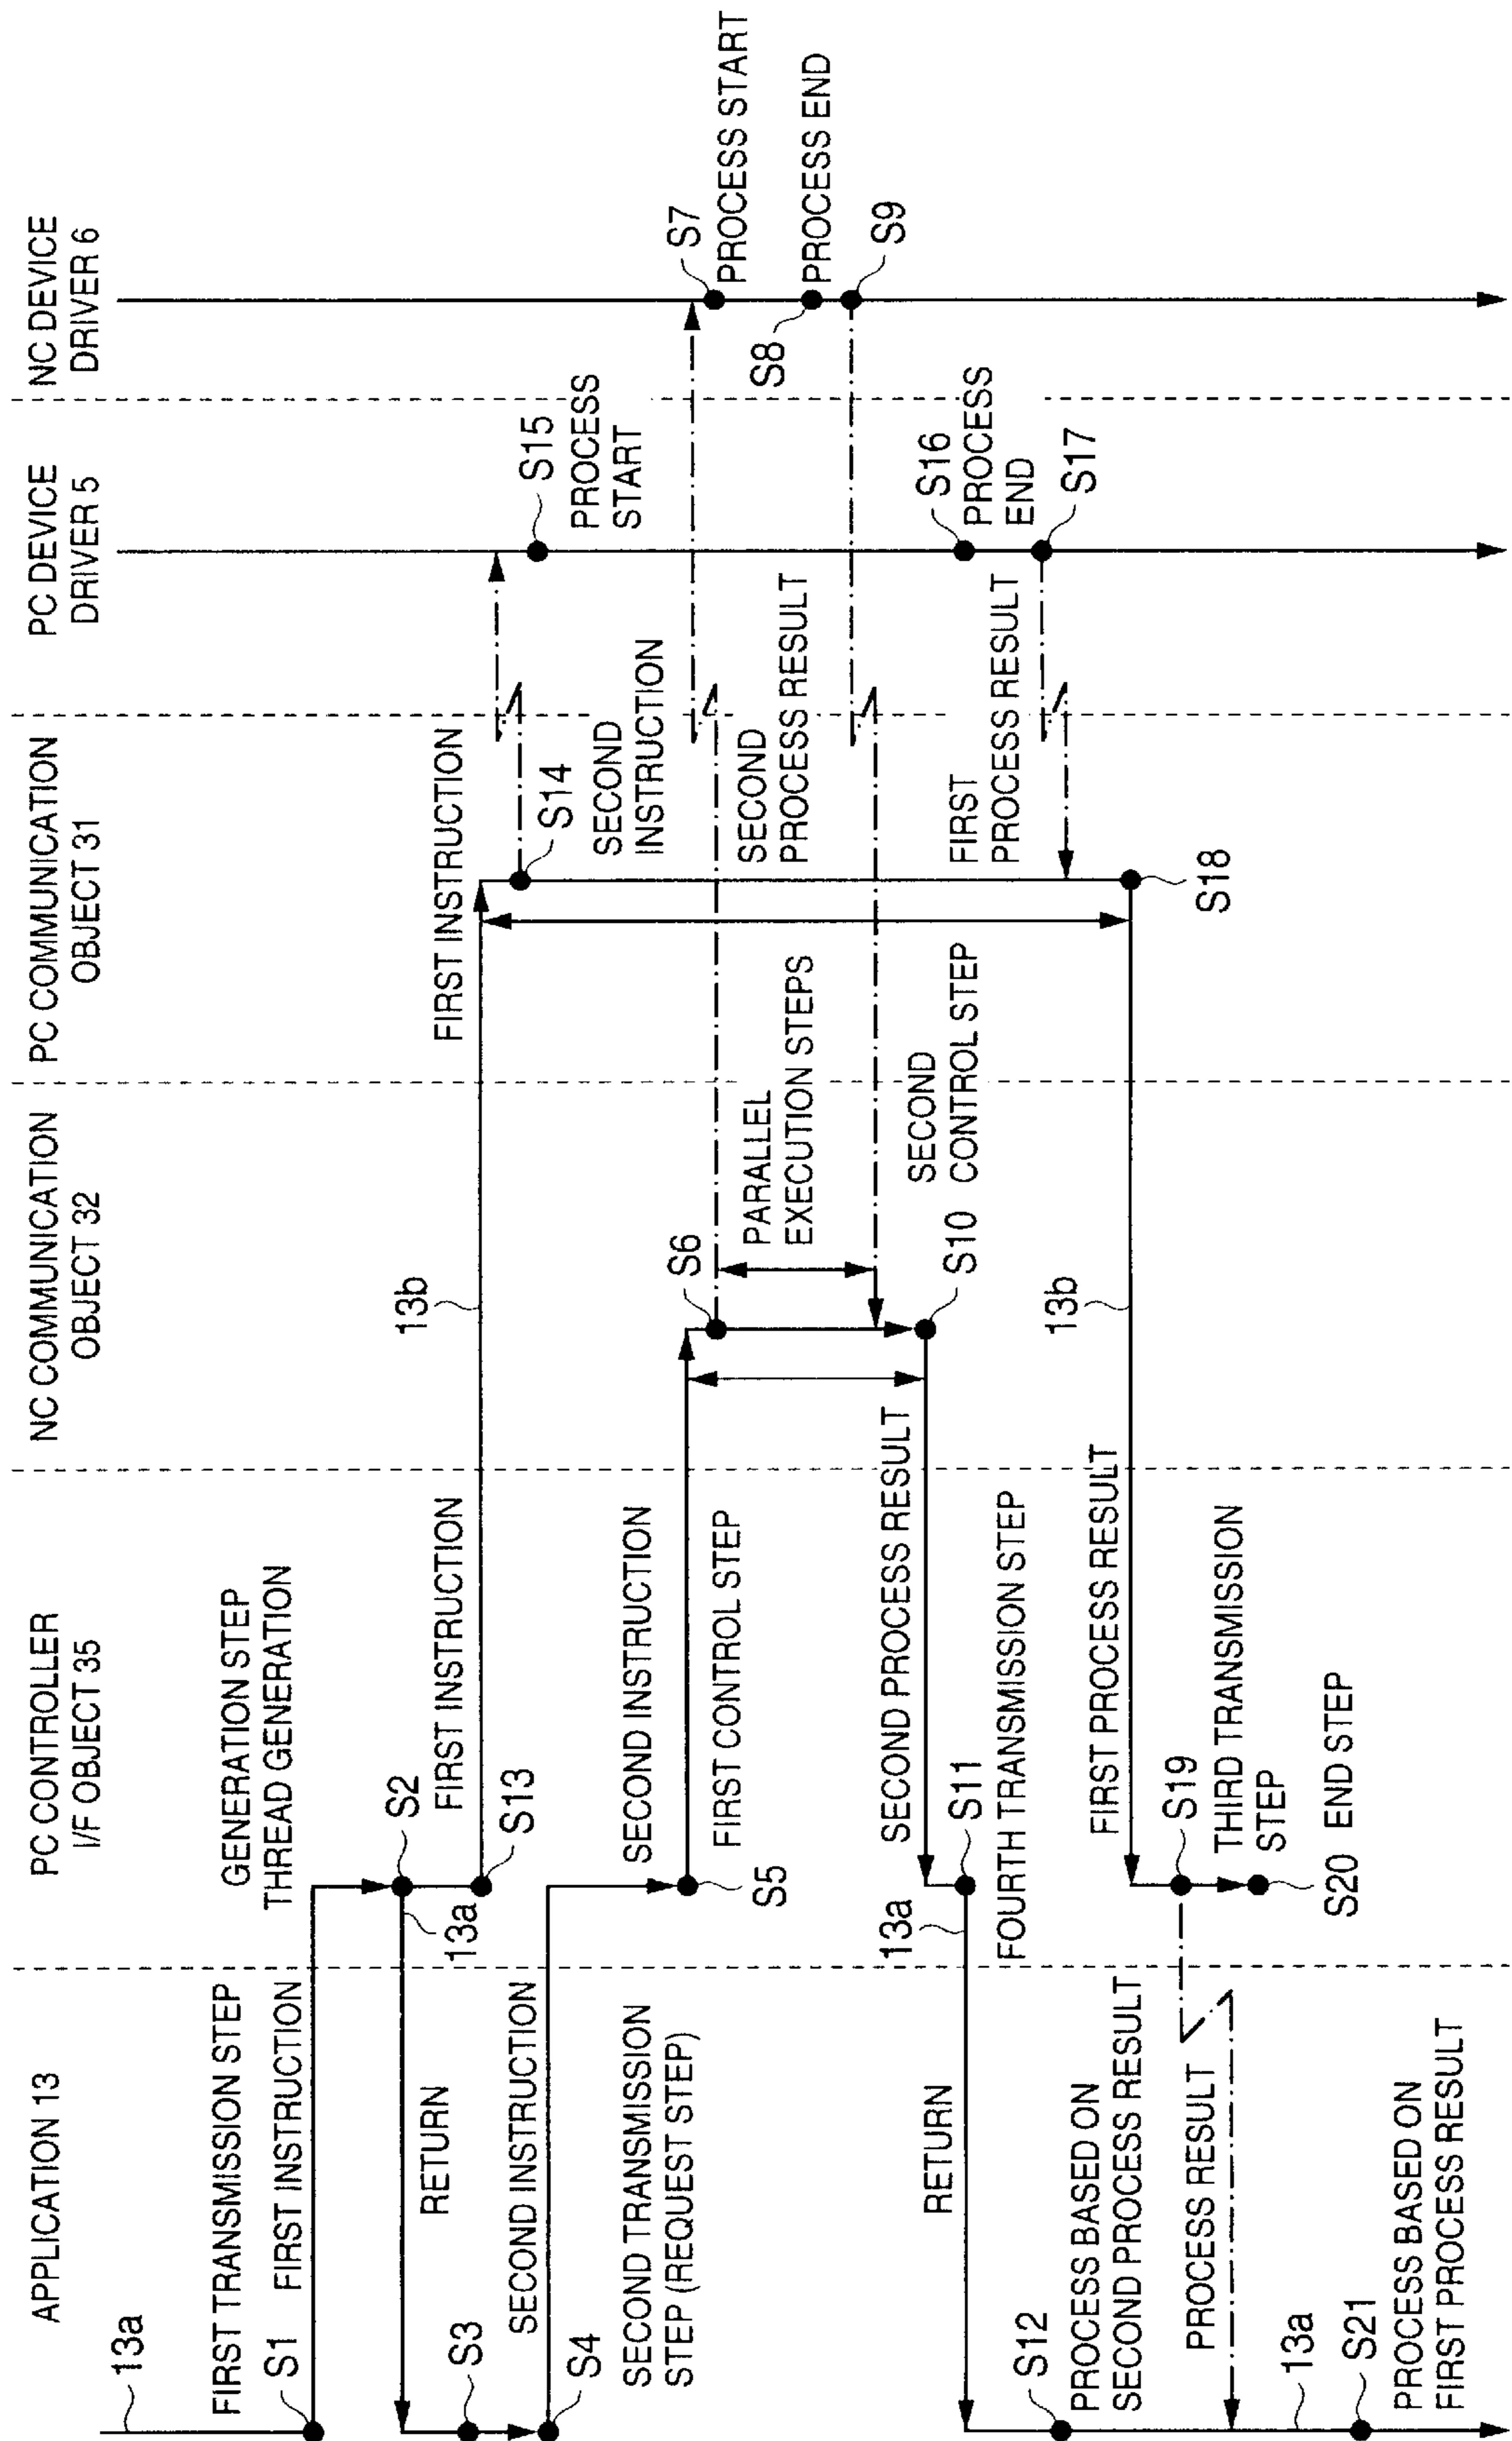 APPLICATION 13
PC CONTROLLER
I/F OBJECT 35
NC COMMUNICATION
OBJECT 32
PC COMMUNICATION
OBJECT 31
PC DEVICE
DRIVER 5
NC DEVICE
DRIVER 6
13a
FIRST TRANSMISSION STEP
S1
FIRST INSTRUCTION
GENERATION STEP
THREAD GENERATION
S2
13a
RETURN
FIRST INSTRUCTION
S13
13b
FIRST INSTRUCTION
S14
S15
PROCESS
START
S3
SECOND INSTRUCTION
S4
SECOND TRANSMISSION
STEP (REQUEST STEP)
SECOND INSTRUCTION
S5
FIRST CONTROL STEP
S6
SECOND
INSTRUCTION
S7
PROCESS START
S8
PROCESS END
S9
PARALLEL
EXECUTION STEPS
SECOND
PROCESS RESULT
SECOND
CONTROL STEP
S10
SECOND PROCESS RESULT
13a
S11
FOURTH TRANSMISSION STEP
RETURN
S16
PROCESS
END
S17
FIRST
PROCESS RESULT
S18
13b
FIRST PROCESS RESULT
S12
PROCESS BASED ON
SECOND PROCESS RESULT
S19
THIRD TRANSMISSION
STEP
S20 END STEP
PROCESS RESULT
13a
S21
PROCESS BASED ON
FIRST PROCESS RESULT